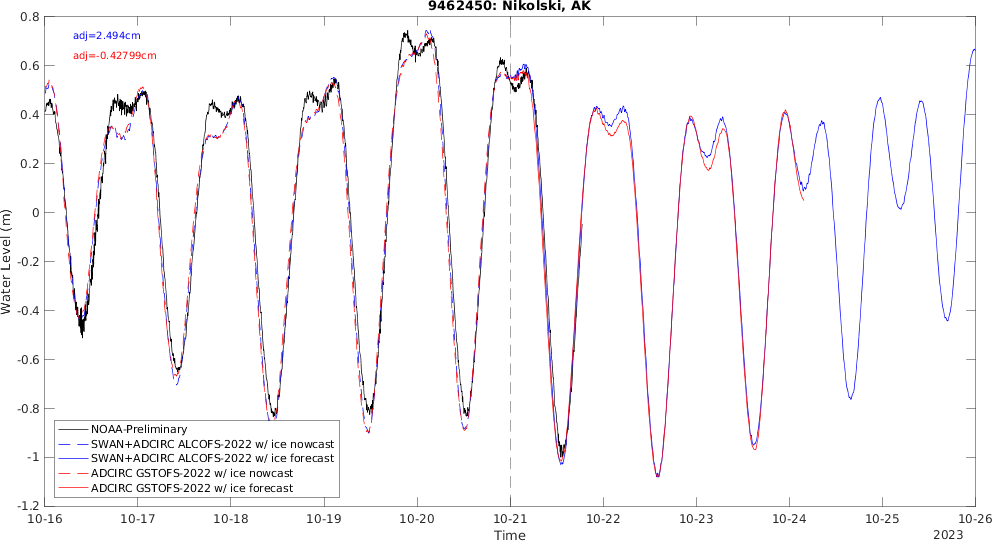 9462450: Nikolski, AK
adj=2.494cm
adj=-0.42799cm
0.8
0.6
0.4
0.2
0
-0.2
-0.4
-0.6
-0.8
-1
-1.2
Water Level (m)
NOAA-Preliminary
SWAN+ADCIRC ALCOFS-2022 w/ ice nowcast
SWAN+ADCIRC ALCOFS-2022 w/ ice forecast
ADCIRC GSTOFS-2022 w/ ice nowcast
ADCIRC GSTOFS-2022 w/ ice forecast
10-16 10-17 10-18 10-19 10-20 10-21 10-22 10-23 10-24 10-25 10-26
Time
2023